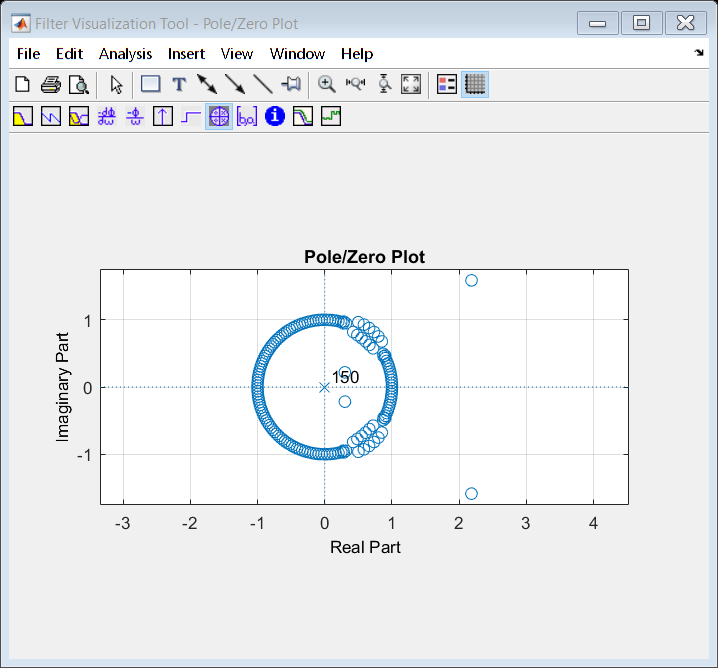 Filter Visualization Tool - Pole/Zero Plot
File Edit Analysis Insert View Window Help
Pole/Zero Plot
Imaginary Part
1
0
-1
150
-3 -2 -1 0 1 2 3 4
Real Part